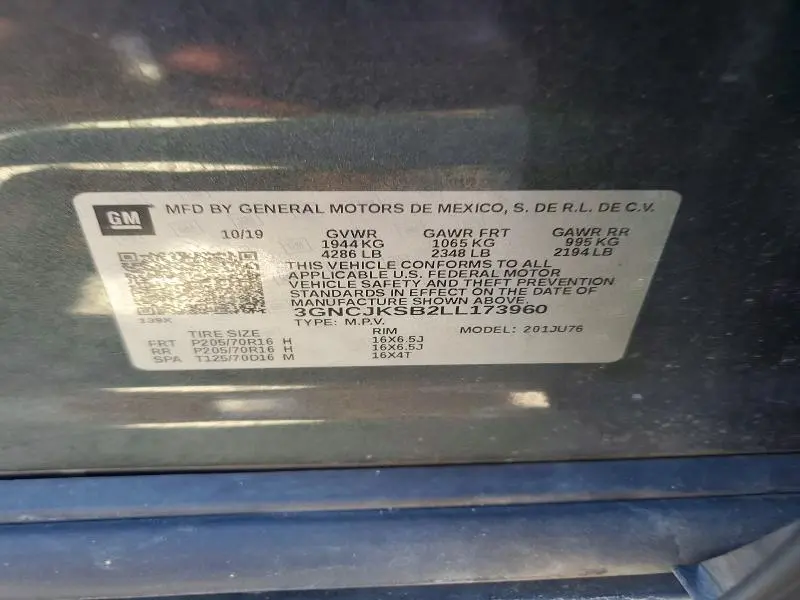 GM MFD BY GENERAL MOTORS DE MEXICO, S. DE R.L. DE C.V.
10/19 GVWR GAWR FRT GAWR RR
1944 KG 1065 KG 995 KG
4286 LB 2348 LB 2194 LB
THIS VEHICLE CONFORMS TO ALL
APPLICABLE U.S. FEDERAL MOTOR
VEHICLE SAFETY AND THEFT PREVENTION
STANDARDS IN EFFECT ON THE DATE OF
MANUFACTURE SHOWN ABOVE.
3GNCJKSB2LL173960
TYPE: M.P.V. MODEL: 201JU76
TIRE SIZE RIM
FRT P205/70R16 H 16X6.5J
RR P205/70R16 H 16X6.5J
SPA T125/70D16 M 16X4T